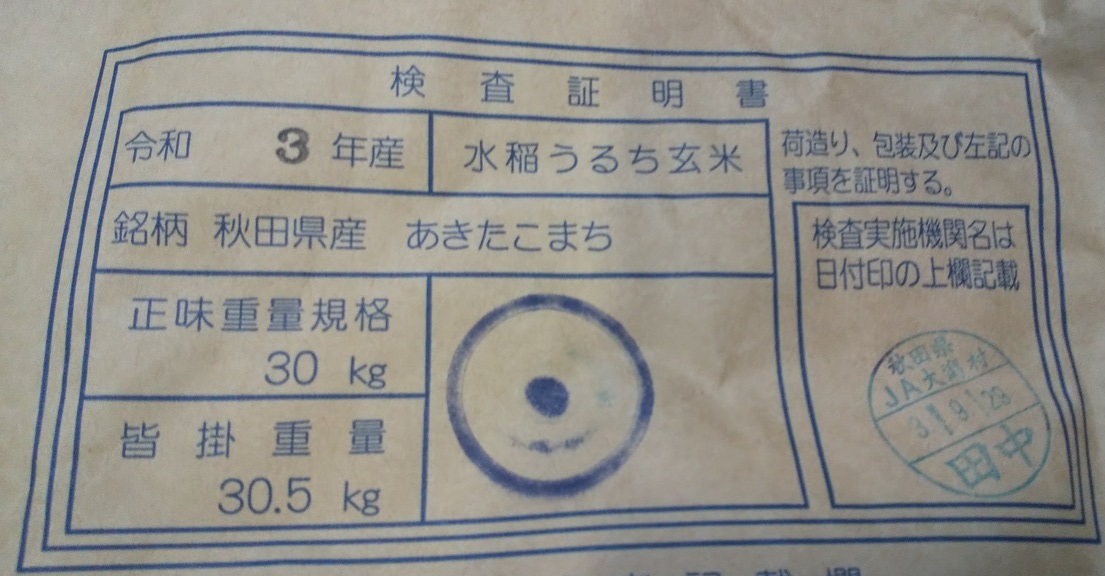 検査証明書
令和 3 年産
水稲うるち玄米
銘柄 秋田県産 あきたこまち
正味重量規格
30 kg
皆掛重量
30.5 kg
荷造り、包装及び左記の
事項を証明する。
検査実施機関名は
日付印の上欄記載
秋田県
JA大潟村
3. 9. 29
田中